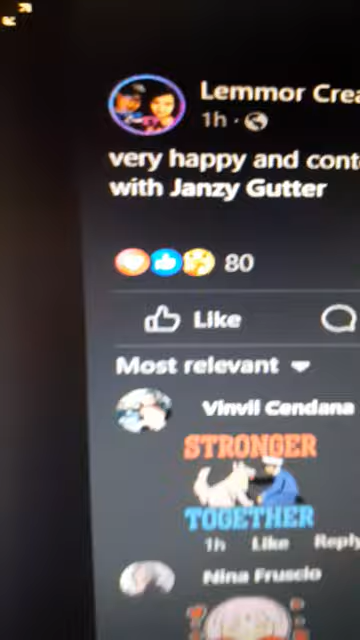 Lemmor Crea
1h
very happy and cont
with Janzy Gutter
80
Like
Most relevant
Vinvil Cendana
STRONGER
TOGETHER
1h Like Reply
Nina Fruscio